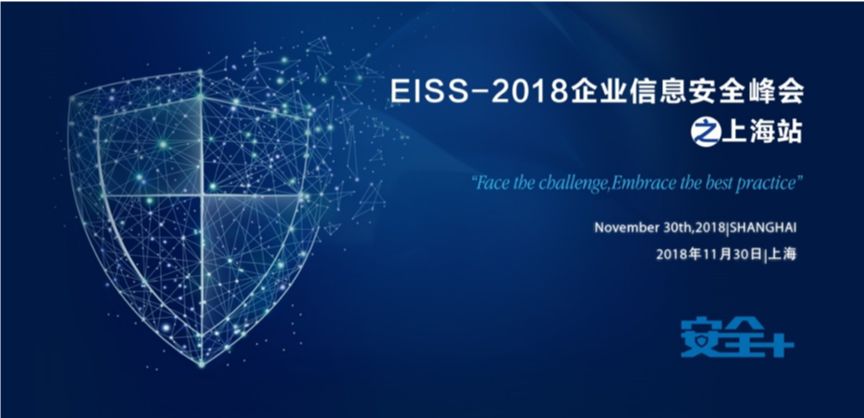 EISS-2018企业信息安全峰会
之上海站
“Face the challenge,Embrace the best practice”
November 30th,2018|SHANGHAI
2018年11月30日|上海
安全+